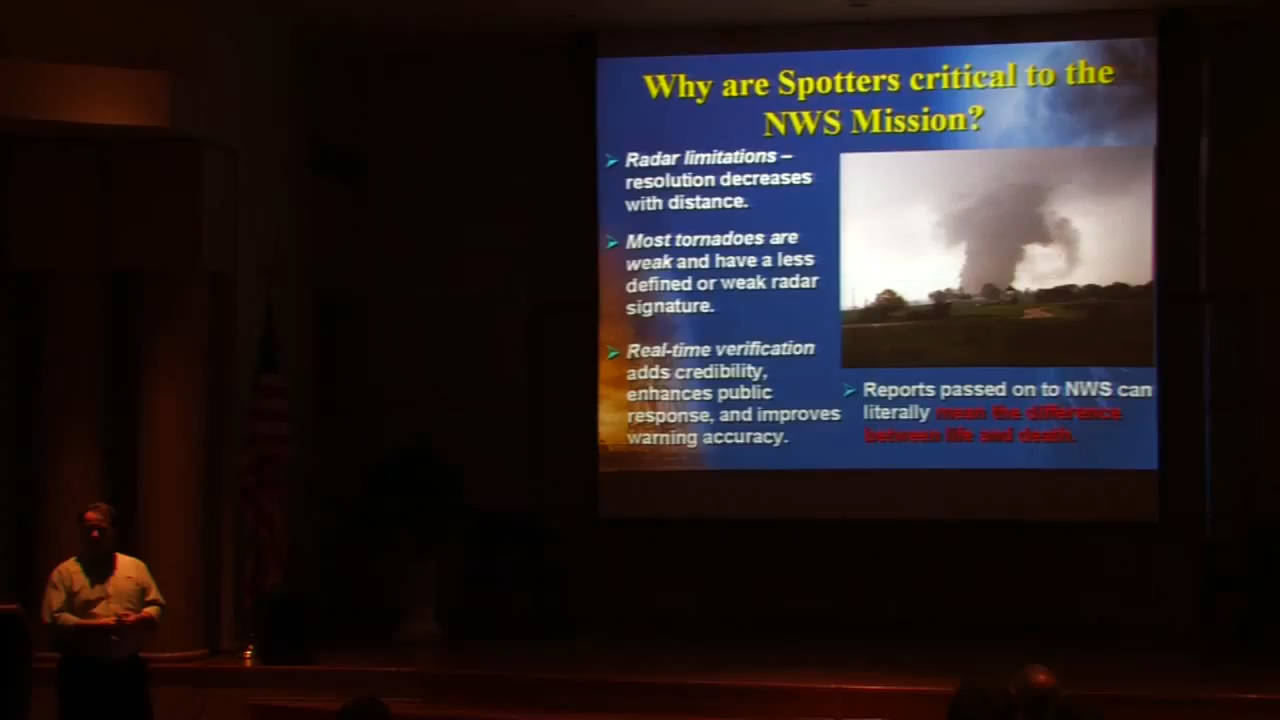 Why are Spotters critical to the
NWS Mission?
Radar limitations –
resolution decreases
with distance.
Most tornadoes are
weak and have a less
defined or weak radar
signature.
Real-time verification
adds credibility,
enhances public
response, and improves
warning accuracy.
Reports passed on to NWS can
literally mean the difference
between life and death.